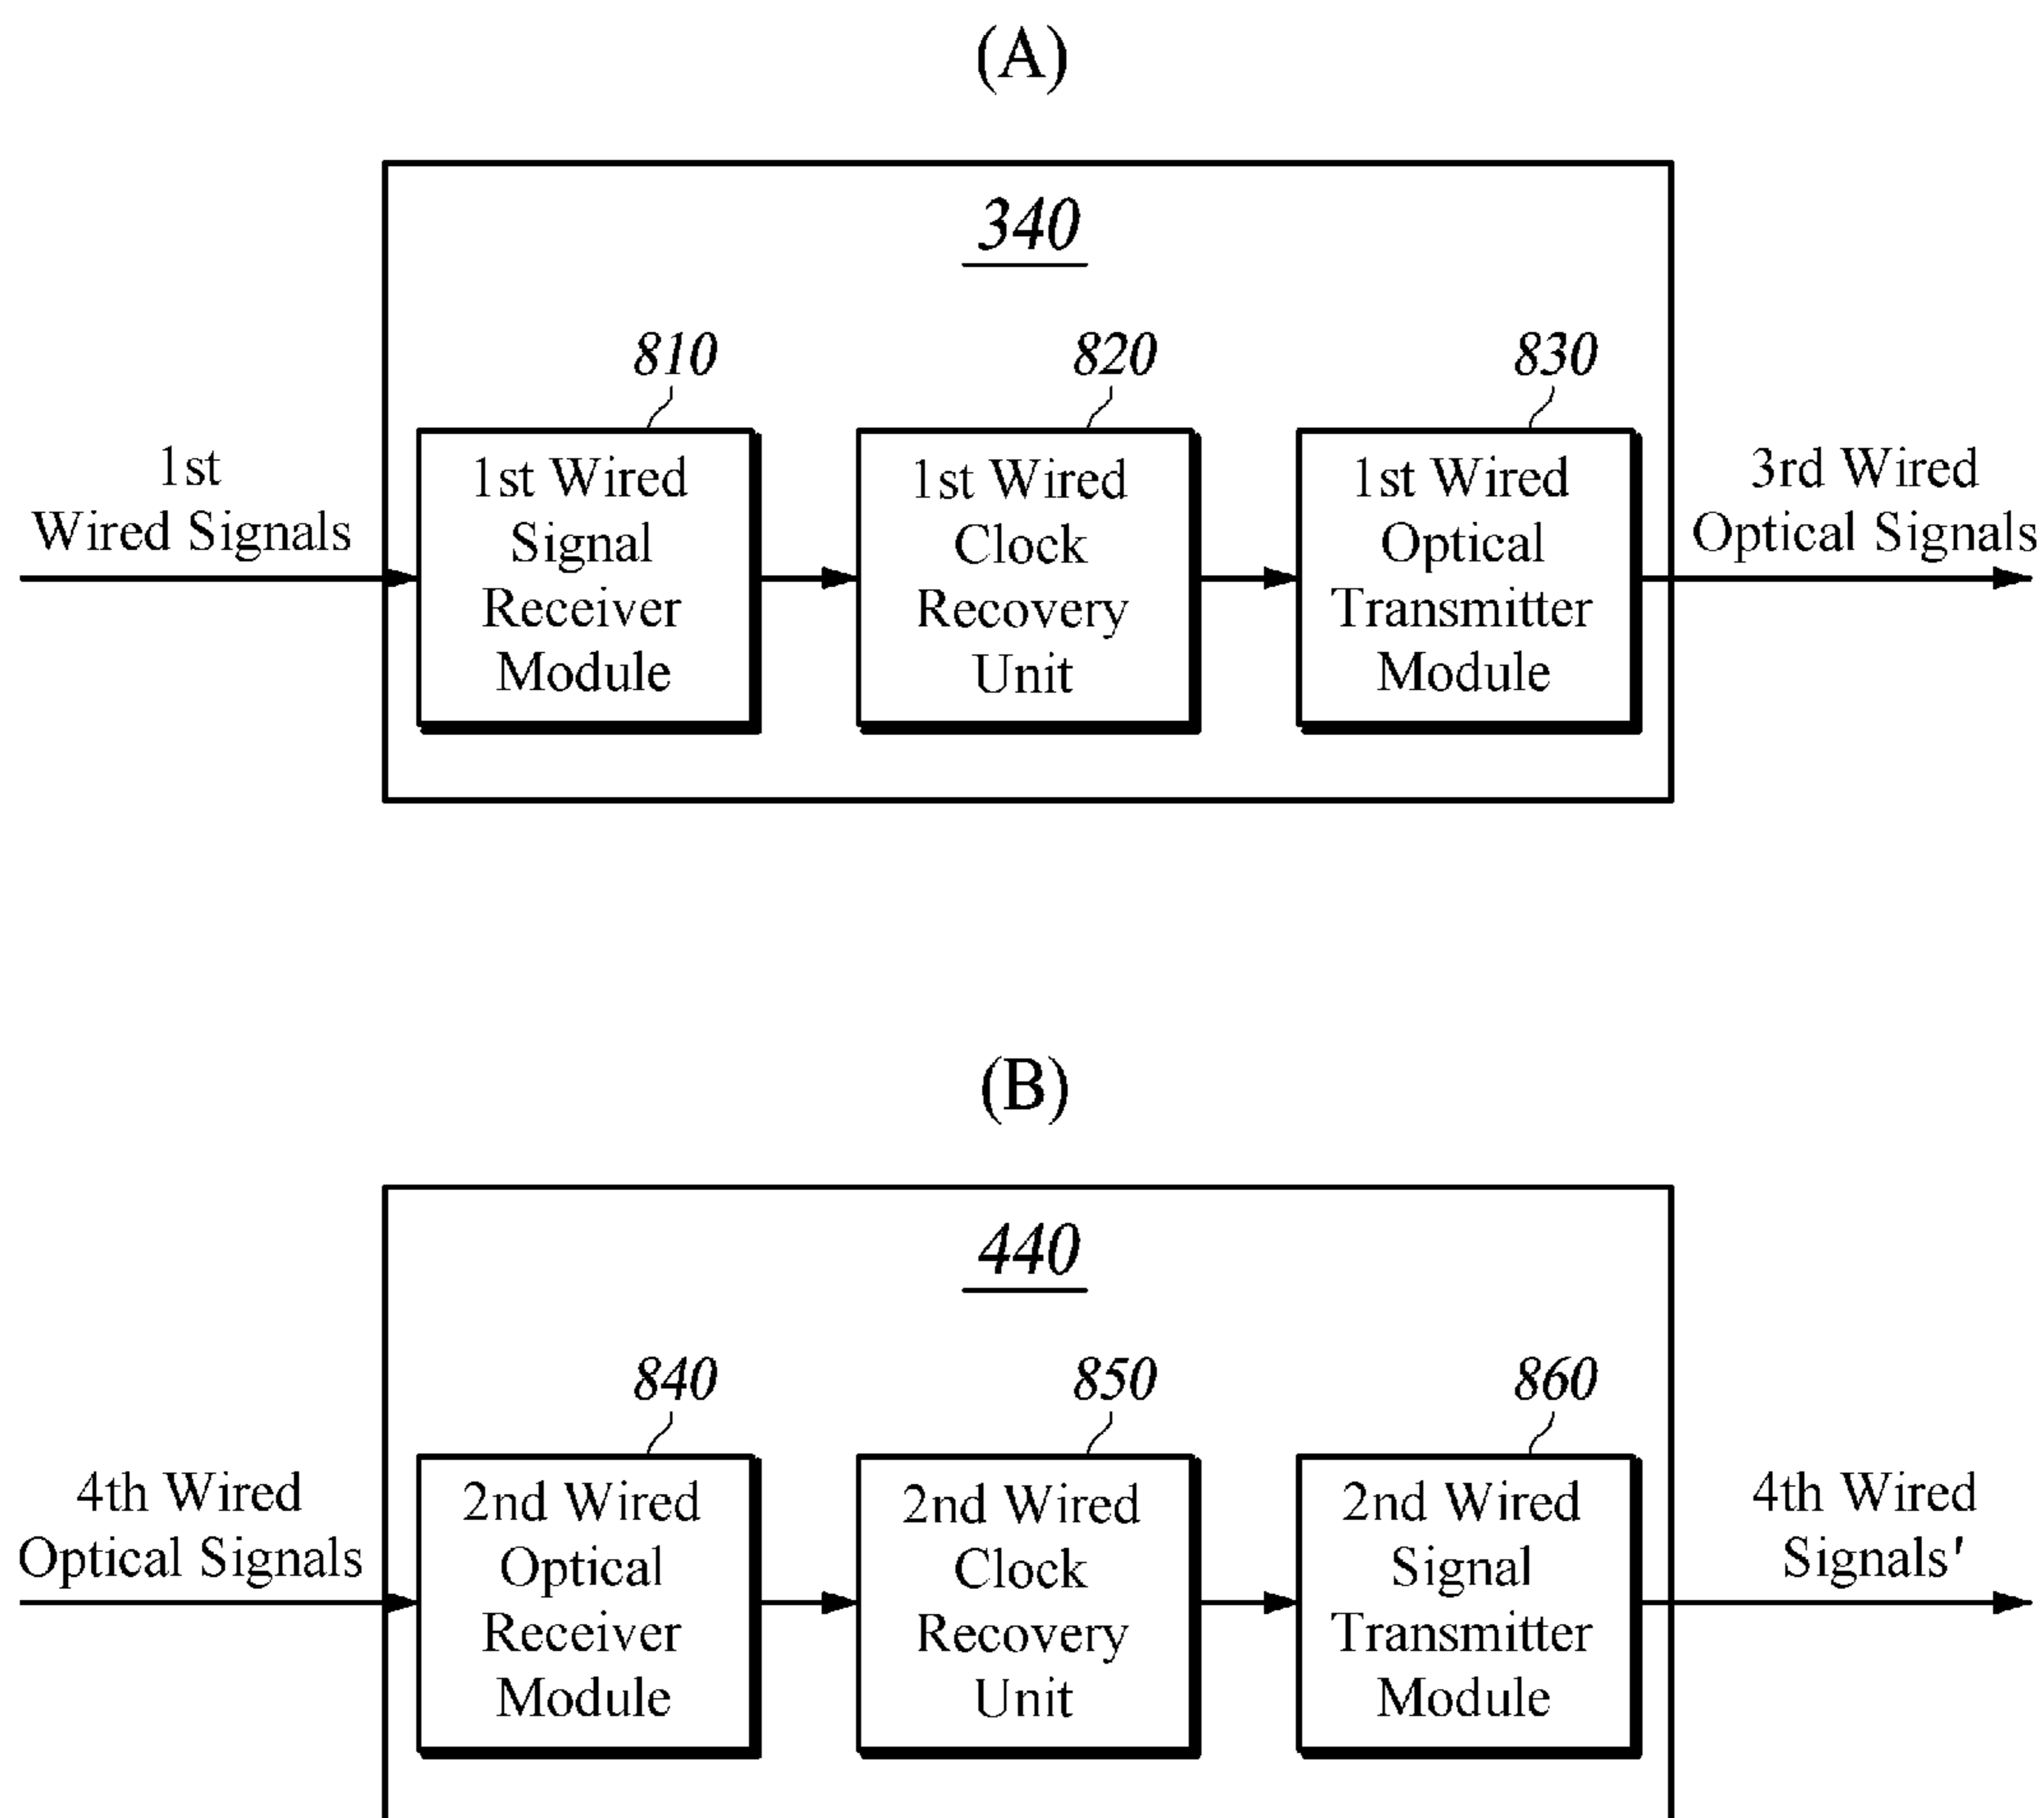 (A)
340
810
820
830
1st
Wired Signals
1st Wired
Signal
Receiver
Module
1st Wired
Clock
Recovery
Unit
1st Wired
Optical
Transmitter
Module
3rd Wired
Optical Signals
(B)
440
840
850
860
4th Wired
Optical Signals
2nd Wired
Optical
Receiver
Module
2nd Wired
Clock
Recovery
Unit
2nd Wired
Signal
Transmitter
Module
4th Wired
Signals'